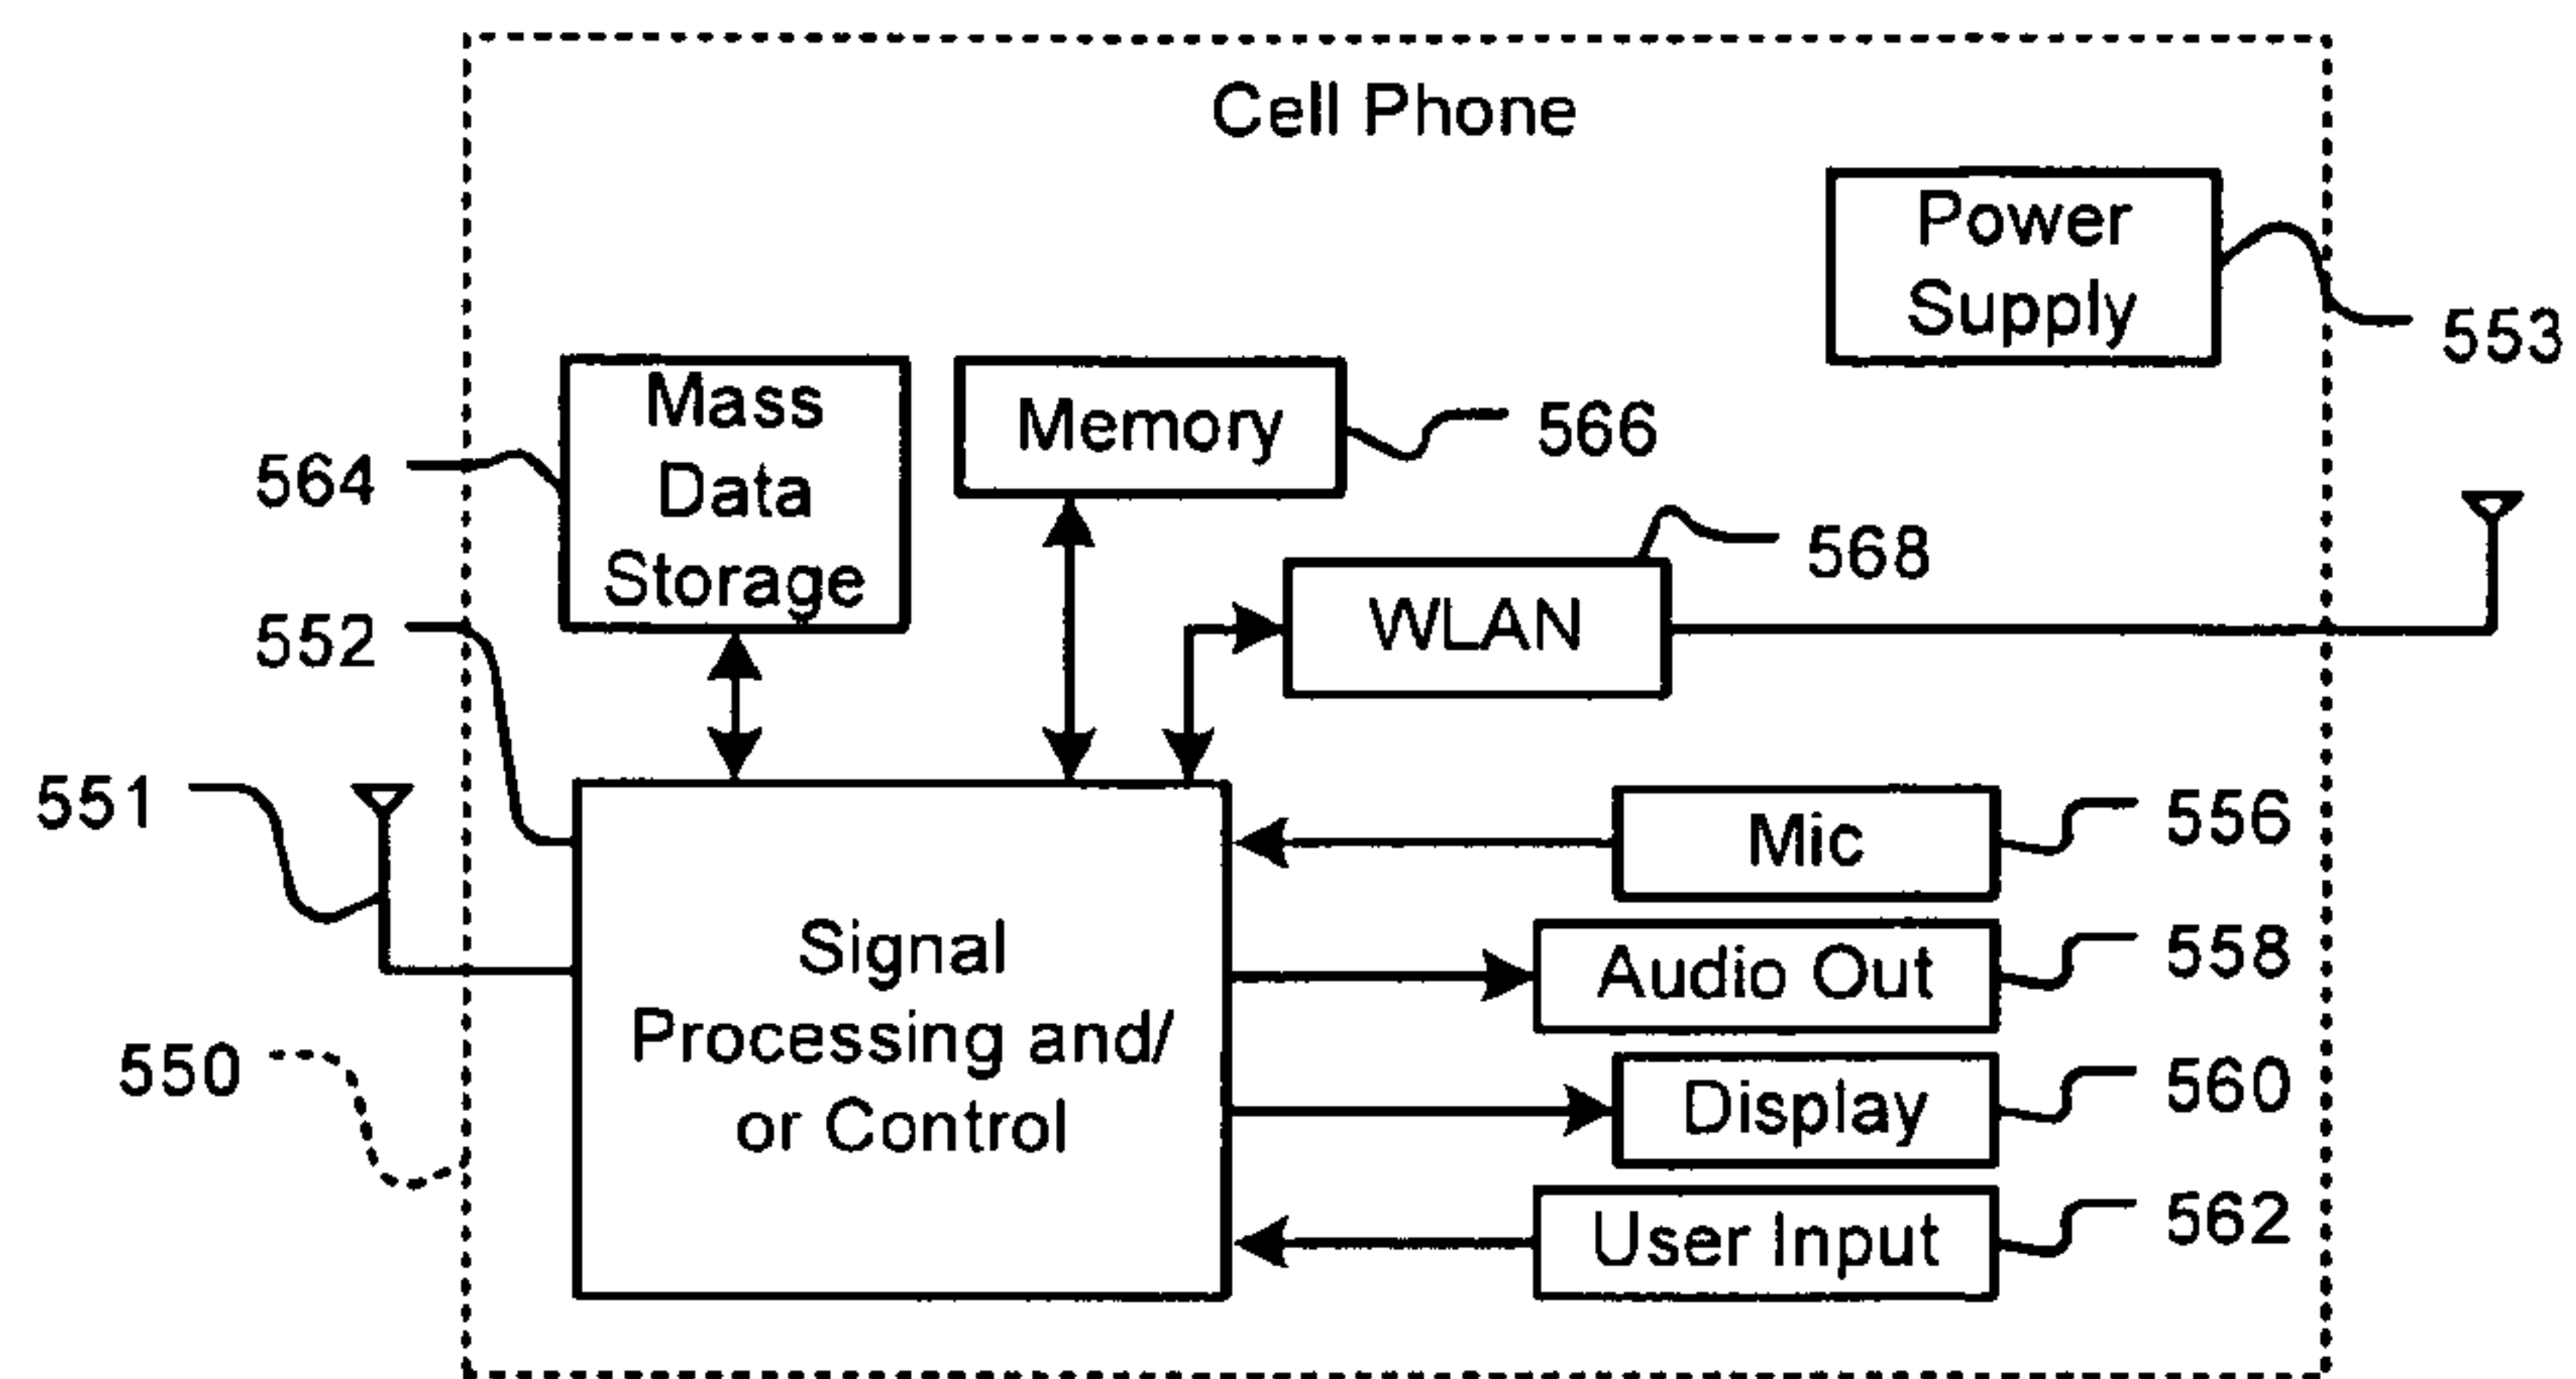 Cell Phone
Power
Supply
553
Mass
Data
Storage
564
Memory
566
WLAN
568
552
551
Signal
Processing and/
or Control
550
Mic
556
Audio Out
558
Display
560
User Input
562